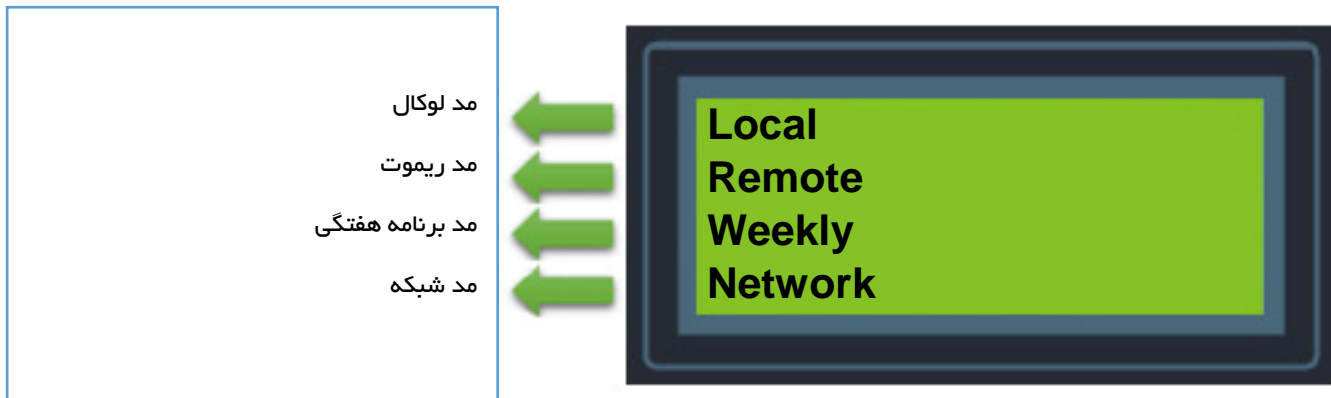 مد لوکال
مد ریموت
مد برنامه هفتگی
مد شبکه
Local
Remote
Weekly
Network